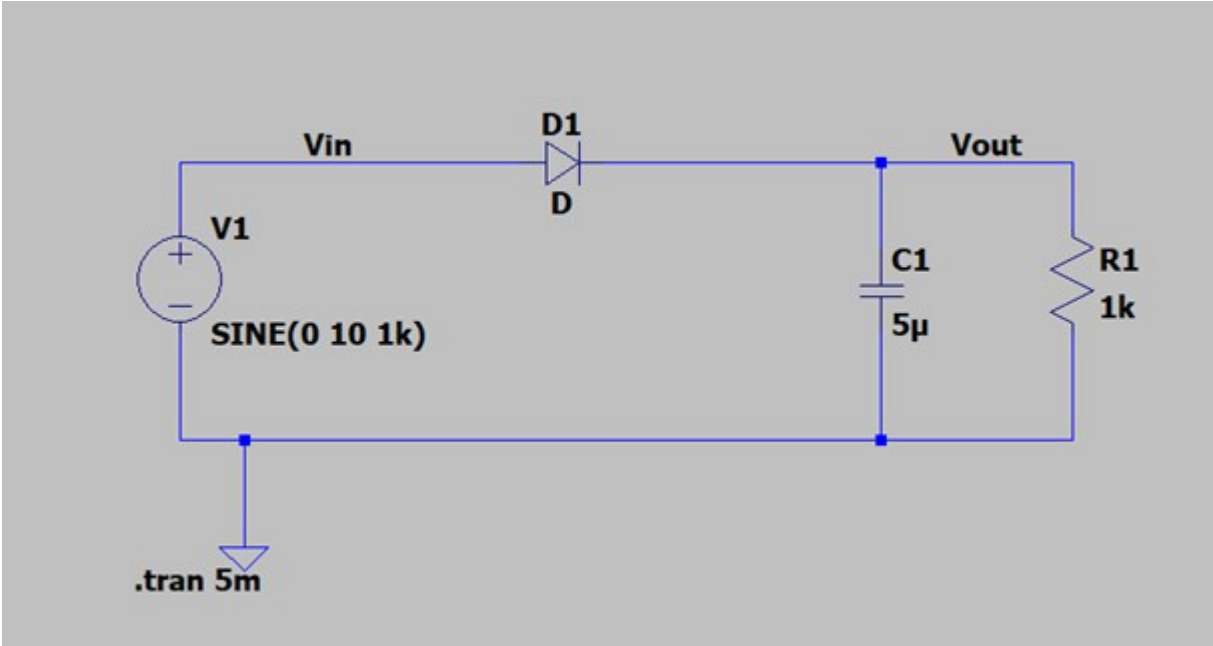 D1
Vin
Vout
D
V1
C1
R1
1k
5µ
SINE(0 10 1k)
.tran 5m